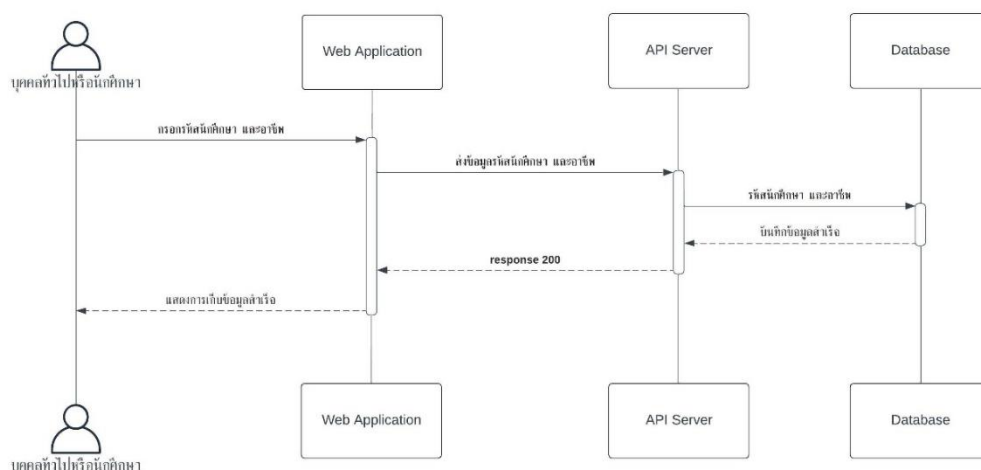 บุคคลทั่วไปหรือนักศึกษา
Web Application
API Server
Database
กรอกรหัสนักศึกษา และอาชีพ
ส่งข้อมูลรหัสนักศึกษา และอาชีพ
รหัสนักศึกษา และอาชีพ
บันทึกข้อมูลสำเร็จ
response 200
แสดงการเก็บข้อมูลสำเร็จ
Web Application
API Server
Database
บุคคลทั่วไปหรือนักศึกษา